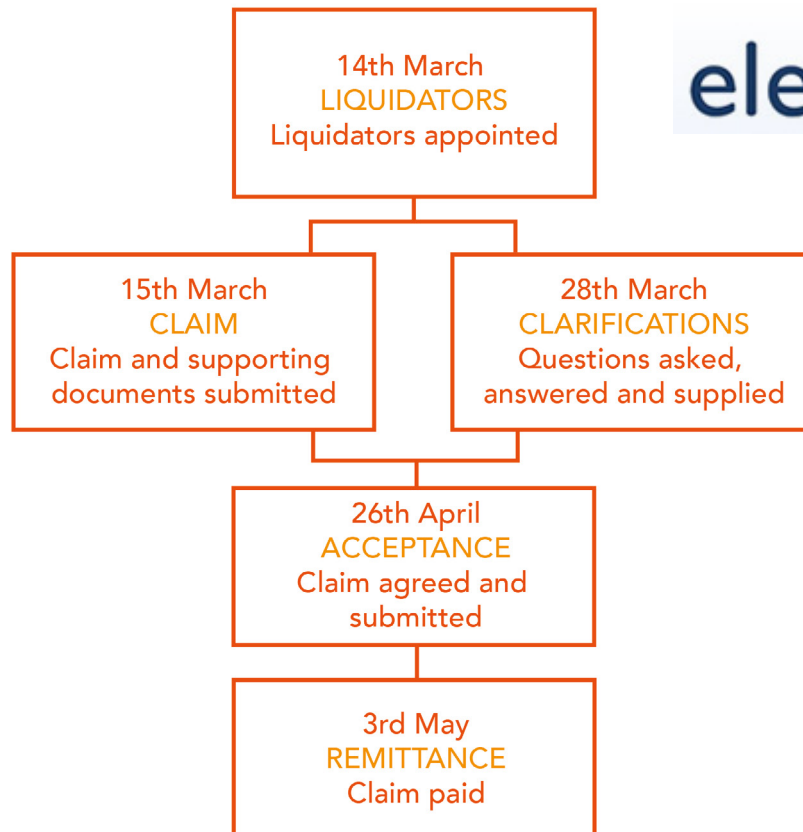 14th March
LIQUIDATORS
Liquidators appointed
ele
15th March
CLAIM
Claim and supporting
documents submitted
28th March
CLARIFICATIONS
Questions asked,
answered and supplied
26th April
ACCEPTANCE
Claim agreed and
submitted
3rd May
REMITTANCE
Claim paid